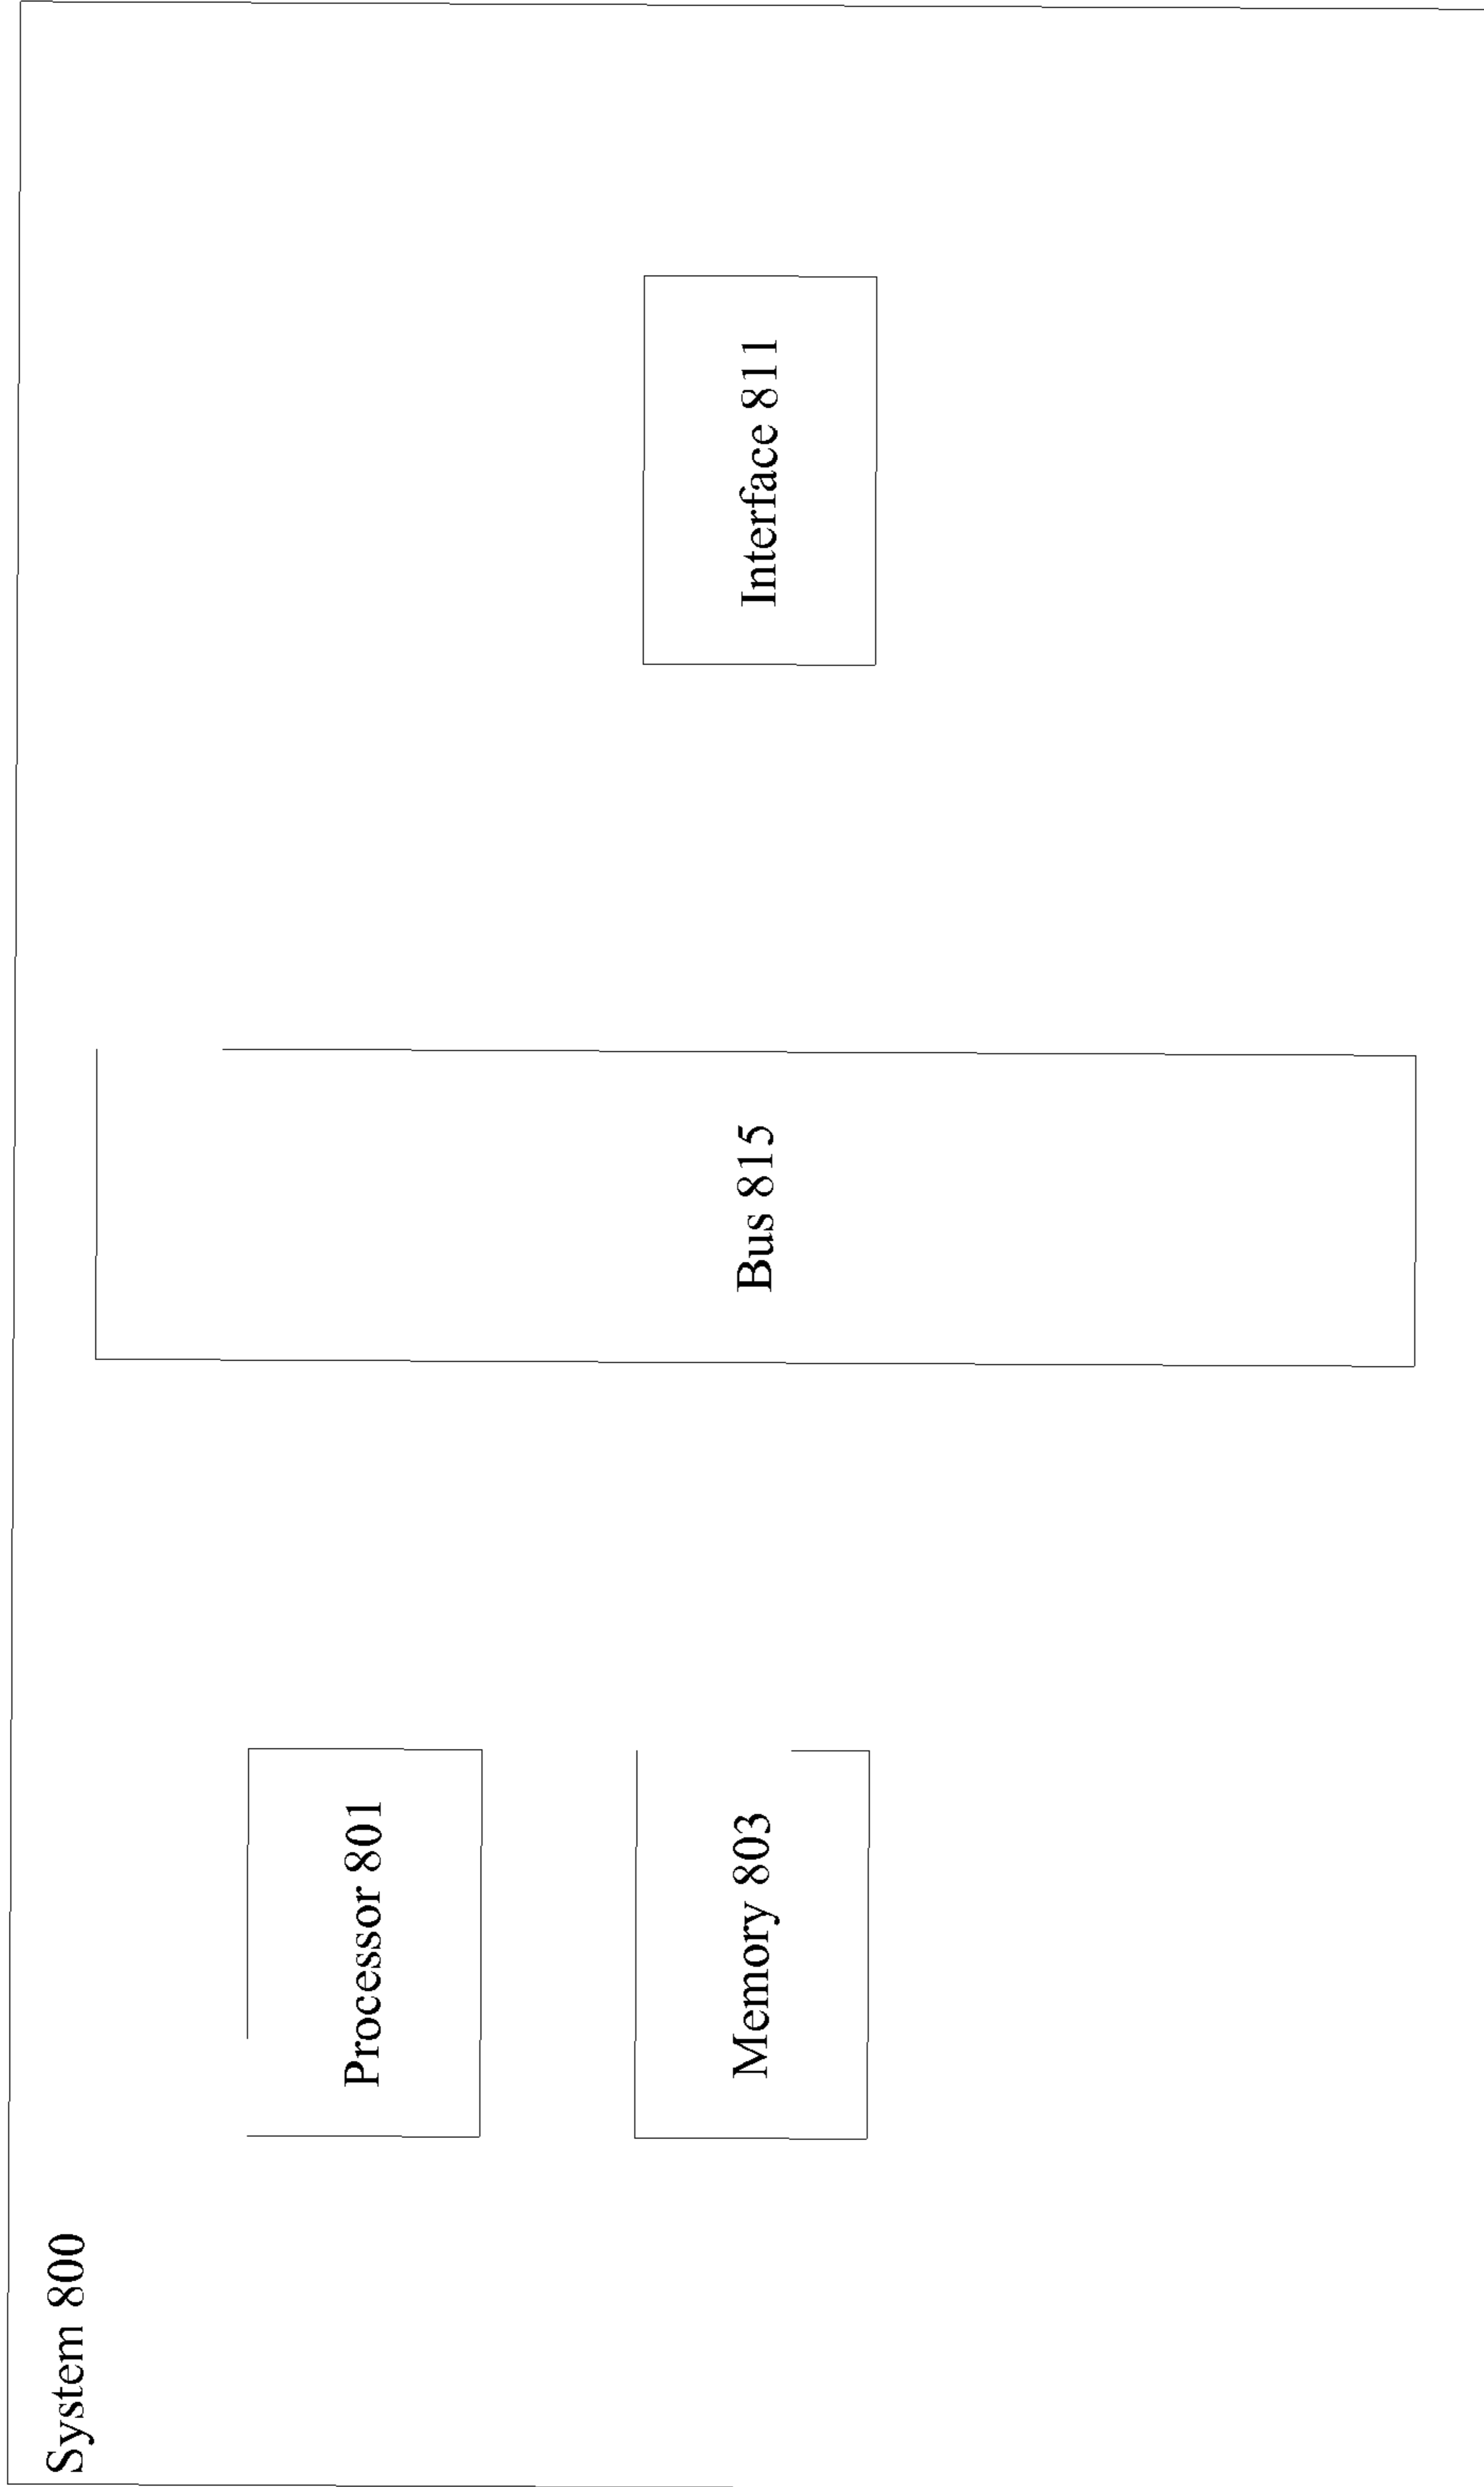 System 800
Processor 801
Memory 803
Bus 815
Interface 811